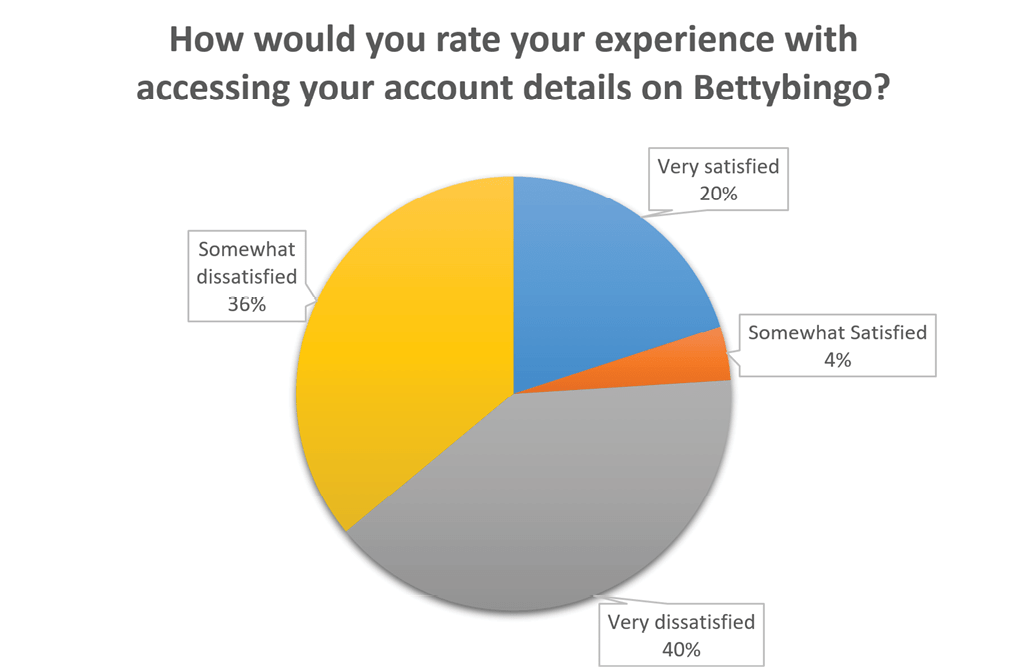 How would you rate your experience with
accessing your account details on Bettybingo?
Very satisfied
20%
Somewhat
dissatisfied
36%
Somewhat Satisfied
4%
Very dissatisfied
40%